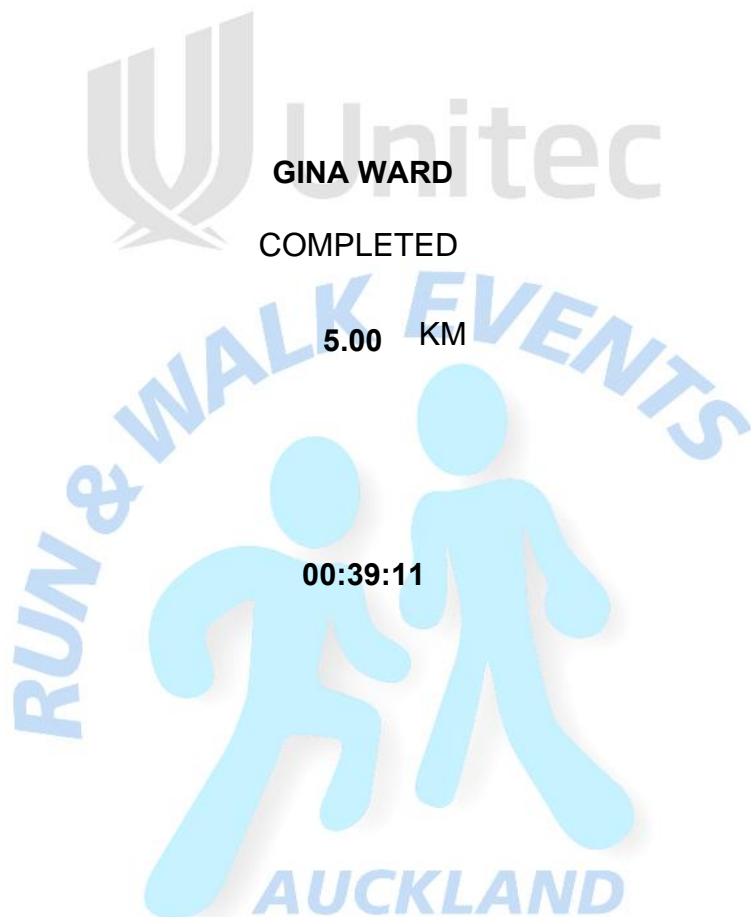 Unitec
GINA WARD
COMPLETED
5.00 KM
RUN & WALK EVENTS
00:39:11
AUCKLAND